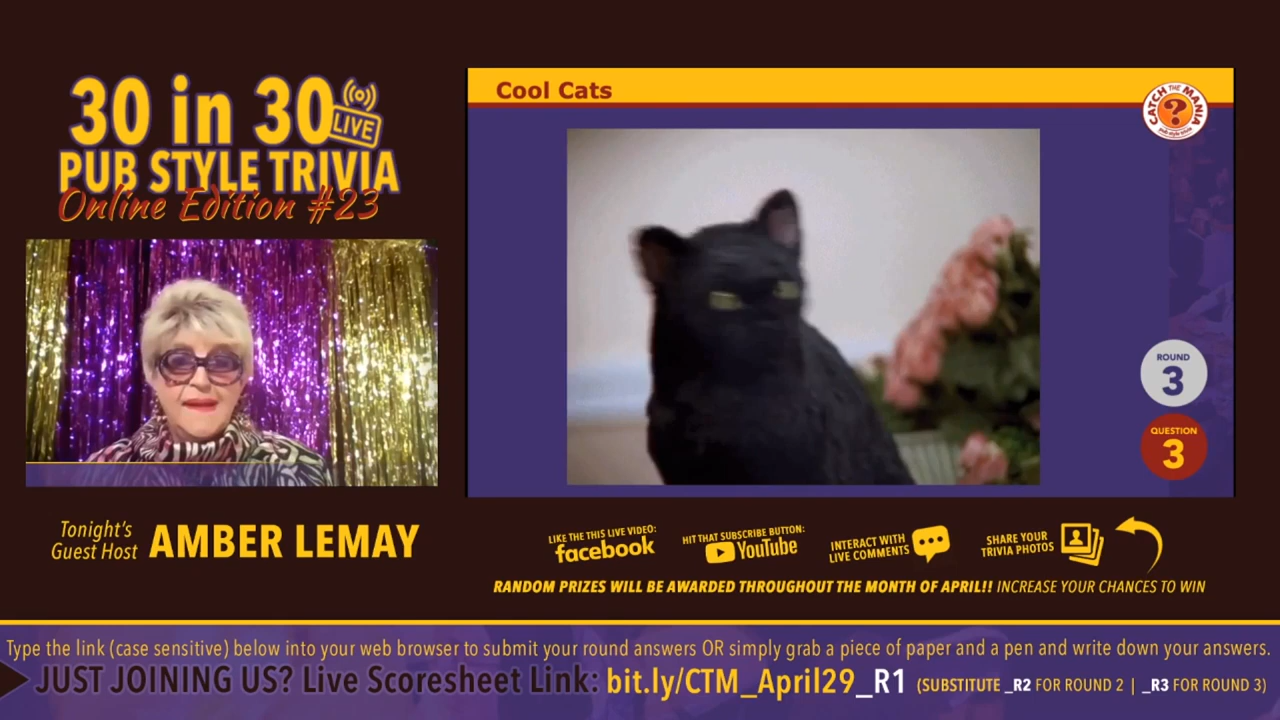 30 in 30
LIVE
PUB STYLE TRIVIA
Online Edition #23
Cool Cats
CATCH THE MANIA
?
pub style trivia
ROUND
3
QUESTION
3
Tonight's
Guest Host
AMBER LEMAY
LIKE THE THIS LIVE VIDEO:
facebook
HIT THAT SUBSCRIBE BUTTON:
YouTube
INTERACT WITH
LIVE COMMENTS
SHARE YOUR
TRIVIA PHOTOS
RANDOM PRIZES WILL BE AWARDED THROUGHOUT THE MONTH OF APRIL!! INCREASE YOUR CHANCES TO WIN
Type the link (case sensitive) below into your web browser to submit your round answers OR simply grab a piece of paper and a pen and write down your answers.
JUST JOINING US? Live Scoresheet Link: bit.ly/CTM_April29_R1 (SUBSTITUTE _R2 FOR ROUND 2 | _R3 FOR ROUND 3)